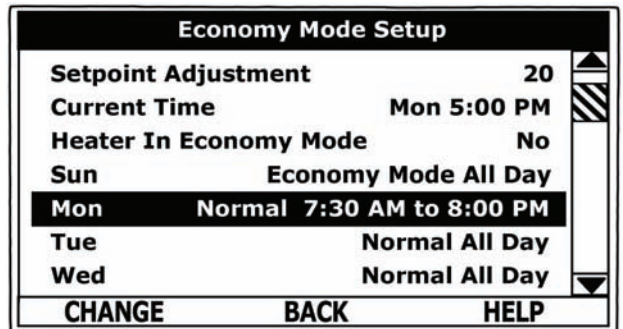 Economy Mode Setup
Setpoint Adjustment 20
Current Time Mon 5:00 PM
Heater In Economy Mode No
Sun Economy Mode All Day
Mon Normal 7:30 AM to 8:00 PM
Tue Normal All Day
Wed Normal All Day
CHANGE BACK HELP